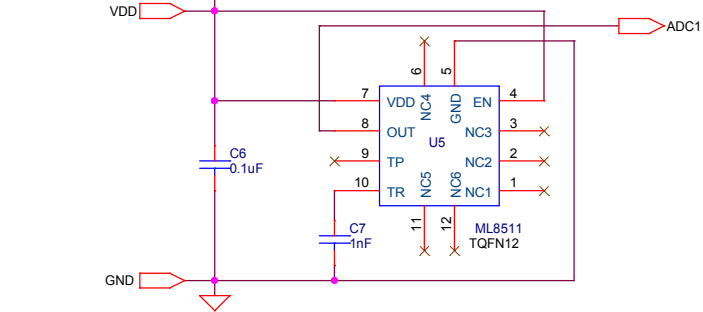 VDD
ADC1
6
5
7
VDD
NC4
GND
EN
4
8
OUT
NC3
3
U5
9
TP
NC2
2
10
TR
NC5
NC6
NC1
1
C6
0.1uF
11
12
C7
1nF
ML8511
TQFN12
GND